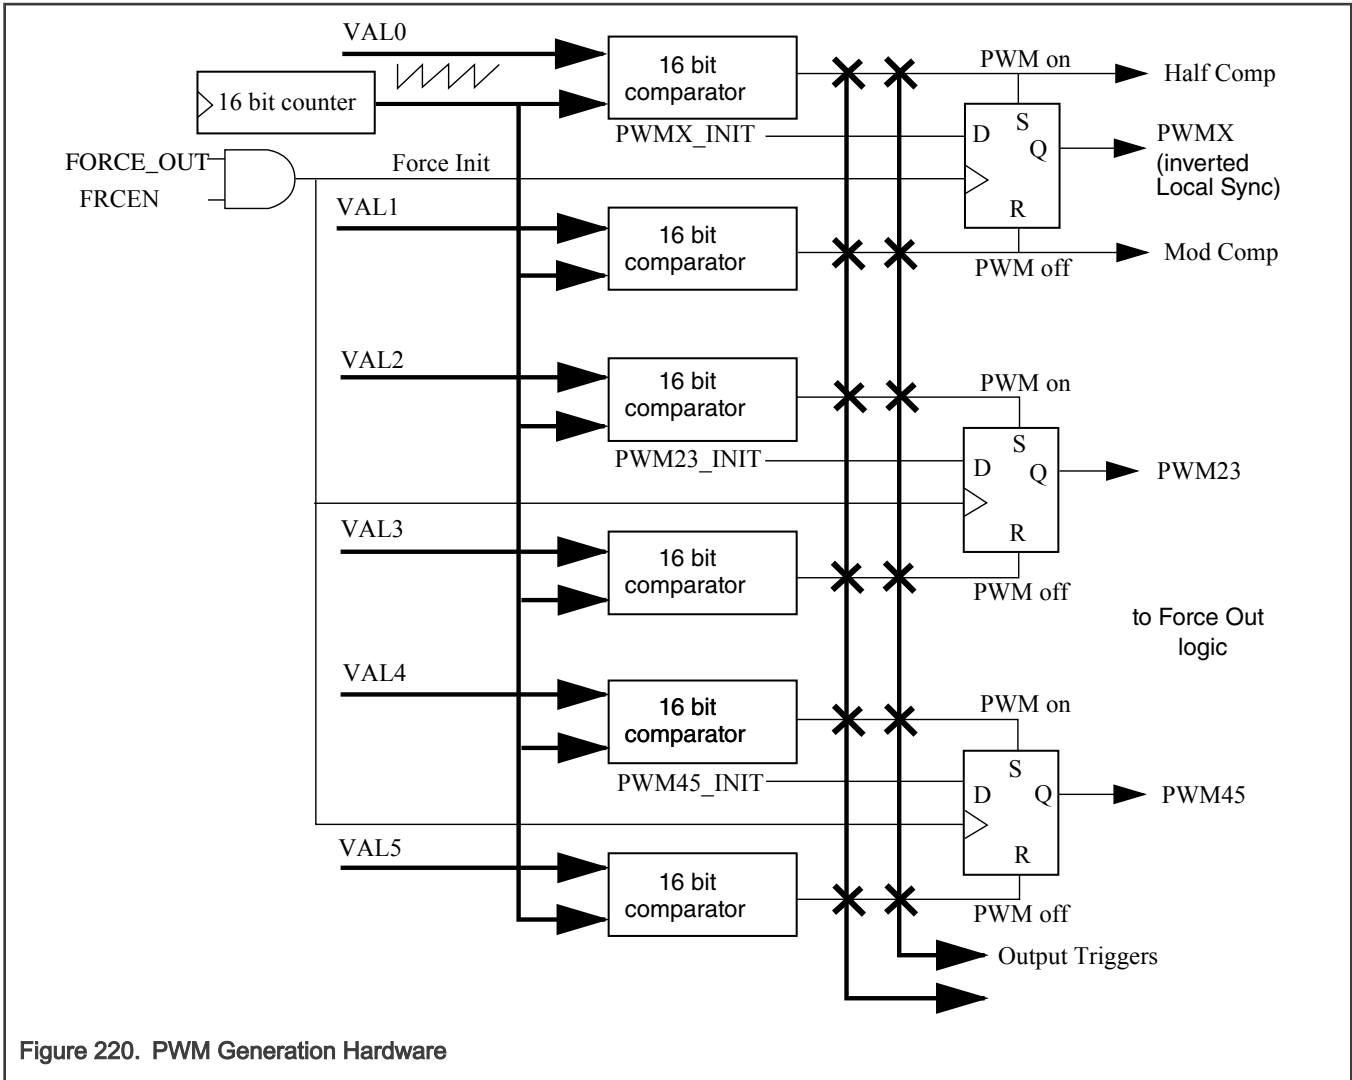 VAL0
16 bit
comparator
PWM on
Half Comp
16 bit counter
PWMX_INIT
D
S
Q
PWMX
(inverted
Local Sync)
FORCE_OUT
FRCEN
Force Init
R
VAL1
16 bit
comparator
PWM off
Mod Comp
VAL2
16 bit
comparator
PWM on
PWM23_INIT
D
S
Q
PWM23
R
VAL3
16 bit
comparator
PWM off
to Force Out
logic
VAL4
16 bit
comparator
PWM on
PWM45_INIT
D
S
Q
PWM45
R
VAL5
16 bit
comparator
PWM off
Output Triggers
Figure 220. PWM Generation Hardware